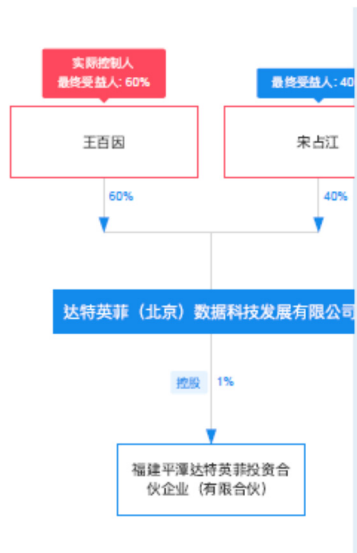 实际控制人
最终受益人: 60%
最终受益人: 40
王百因
宋占江
60%
40%
达特英菲（北京）数据科技发展有限公司
控股
1%
福建平潭达特英菲投资合
伙企业（有限合伙）